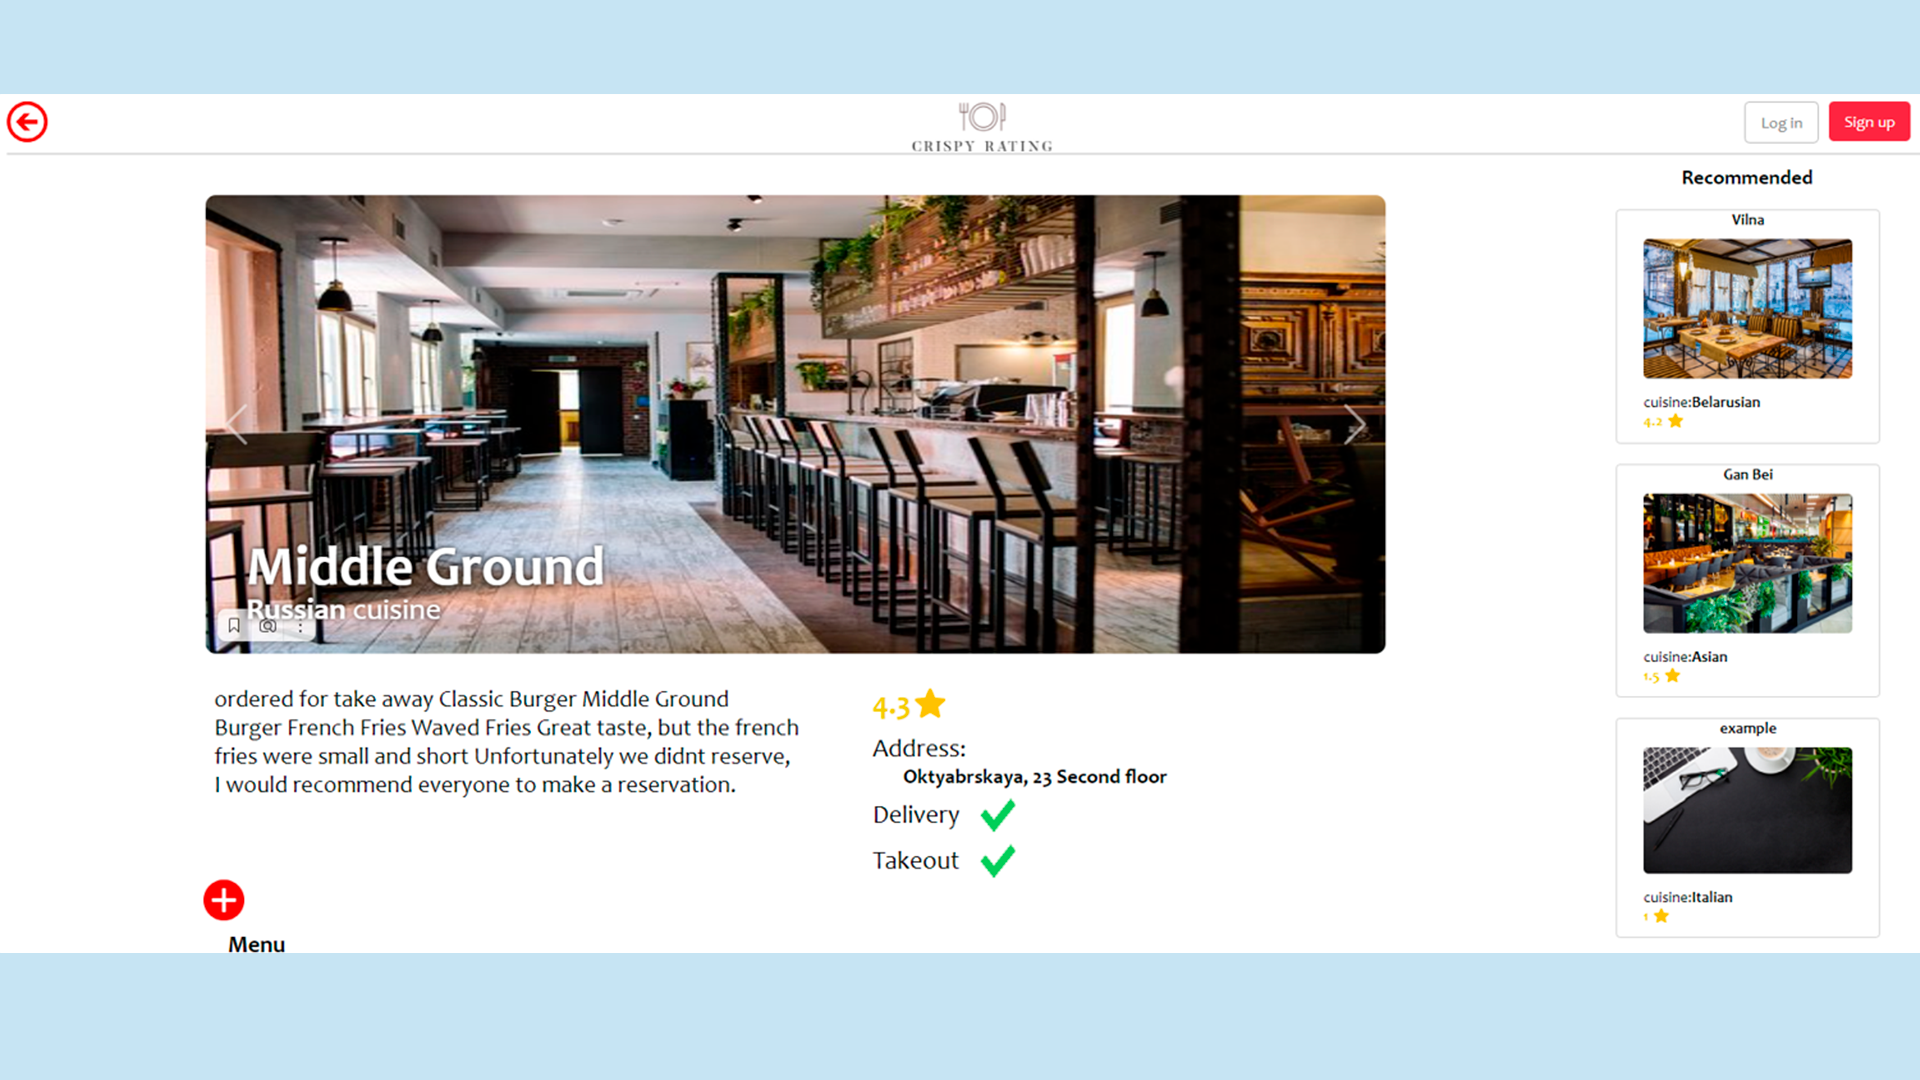 CRISPY RATING
Log in
Sign up
Middle Ground
Russian cuisine
ordered for take away Classic Burger Middle Ground
Burger French Fries Waved Fries Great taste, but the french
fries were small and short Unfortunately we didnt reserve,
I would recommend everyone to make a reservation.
4.3
Address:
Oktyabrskaya, 23 Second floor
Delivery
Takeout
Menu
Recommended
Vilna
cuisine:Belarusian
4.2
Gan Bei
cuisine:Asian
1.5
example
cuisine:Italian
1